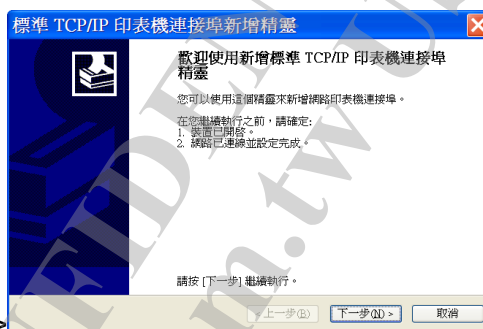 標準 TCP/IP 印表機連接埠新增精靈
歡迎使用新增標準 TCP/IP 印表機連接埠
精靈
您可以使用這個精靈來新增網路印表機連接埠。
在您繼續執行之前，請確定:
1. 裝置已開啟。
2. 網路已連線並設定完成。
請按 [下一步] 繼續執行。
< 上一步(B)
下一步(N) >
取消
>